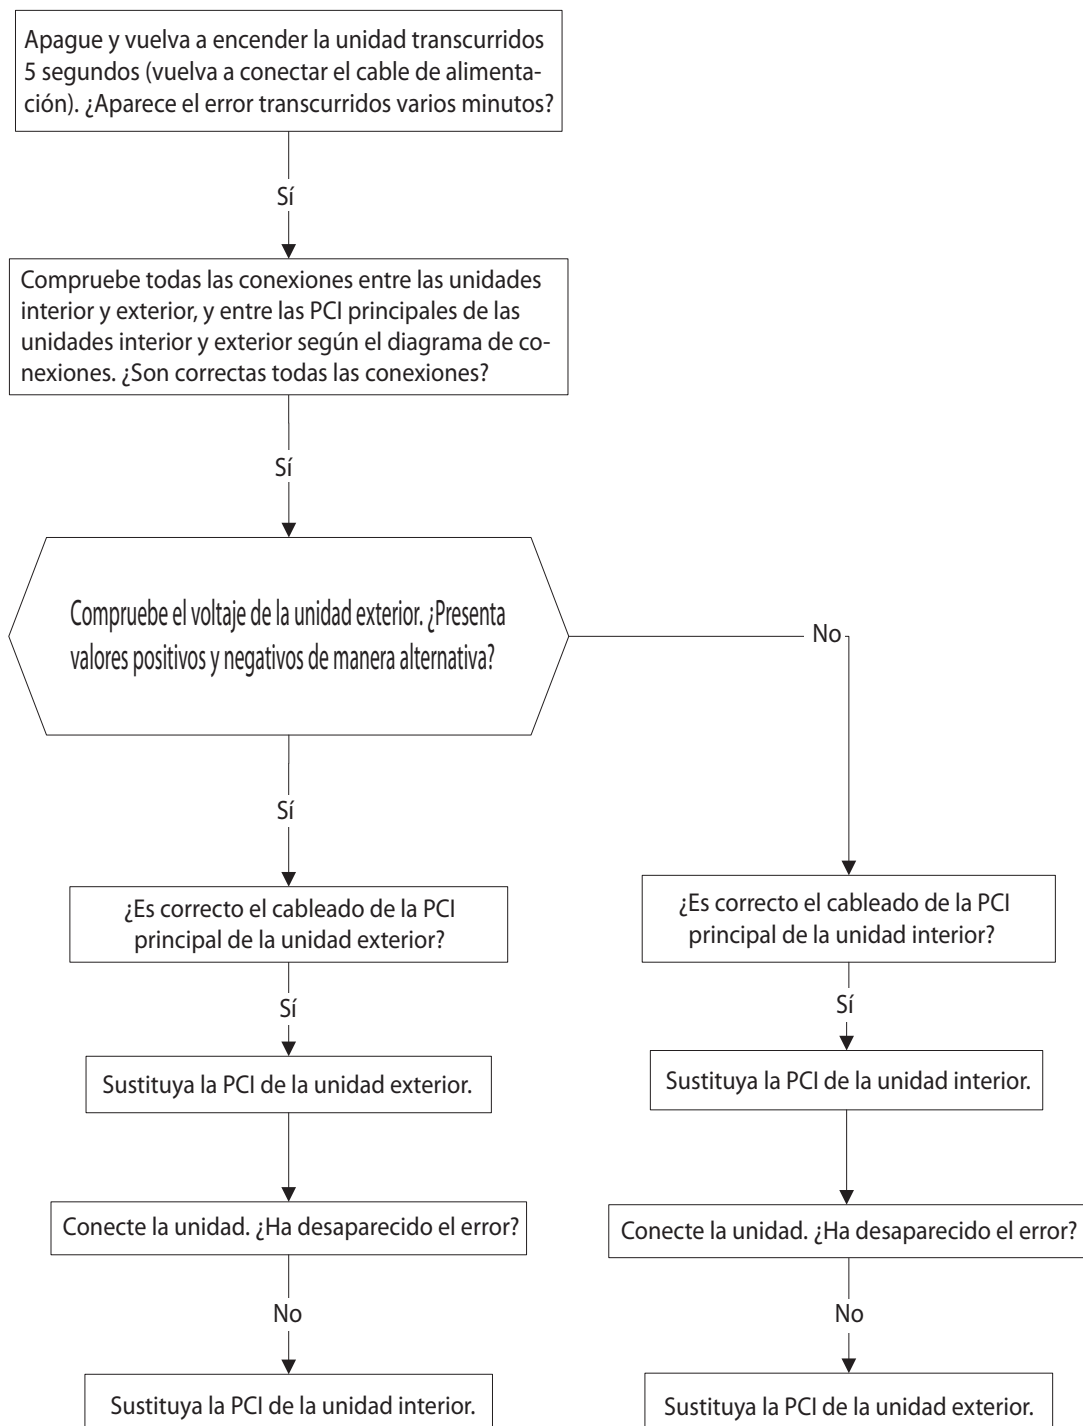 Apague y vuelva a encender la unidad transcurridos
5 segundos (vuelva a conectar el cable de alimenta-
ción). ¿Aparece el error transcurridos varios minutos?
Sí
Compruebe todas las conexiones entre las unidades
interior y exterior, y entre las PCI principales de las
unidades interior y exterior según el diagrama de co-
nexiones. ¿Son correctas todas las conexiones?
Sí
Compruebe el voltaje de la unidad exterior. ¿Presenta
valores positivos y negativos de manera alternativa?
No
Sí
¿Es correcto el cableado de la PCI
principal de la unidad exterior?
¿Es correcto el cableado de la PCI
principal de la unidad interior?
Sí
Sí
Sustituya la PCI de la unidad exterior.
Sustituya la PCI de la unidad interior.
Conecte la unidad. ¿Ha desaparecido el error?
Conecte la unidad. ¿Ha desaparecido el error?
No
No
Sustituya la PCI de la unidad interior.
Sustituya la PCI de la unidad exterior.